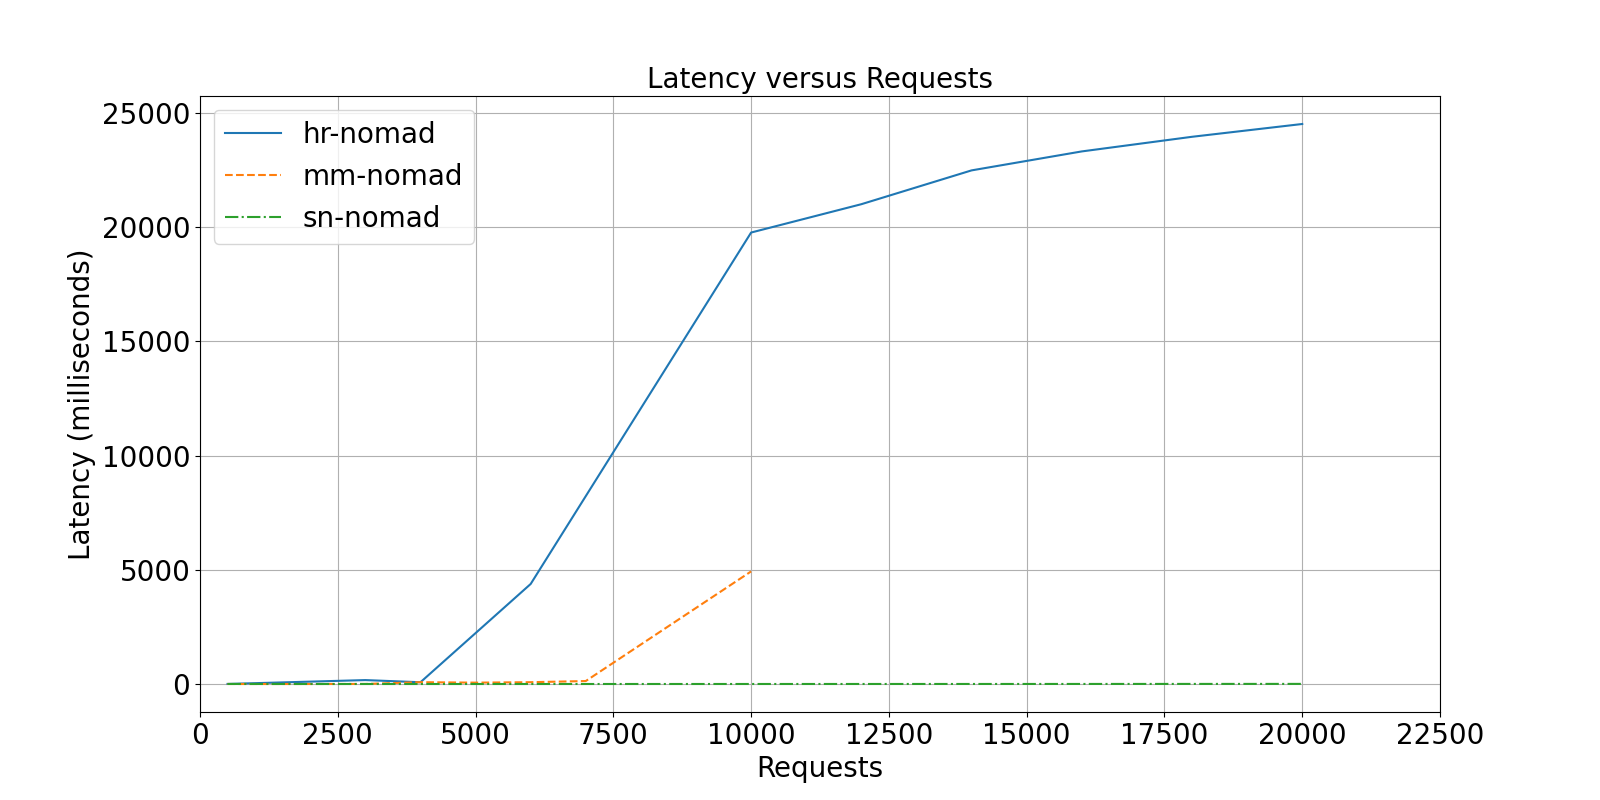 Latency versus Requests
25000
20000
15000
10000
5000
0
Latency (milliseconds)
hr-nomad
mm-nomad
sn-nomad
0 2500 5000 7500 10000 12500 15000 17500 20000 22500
Requests